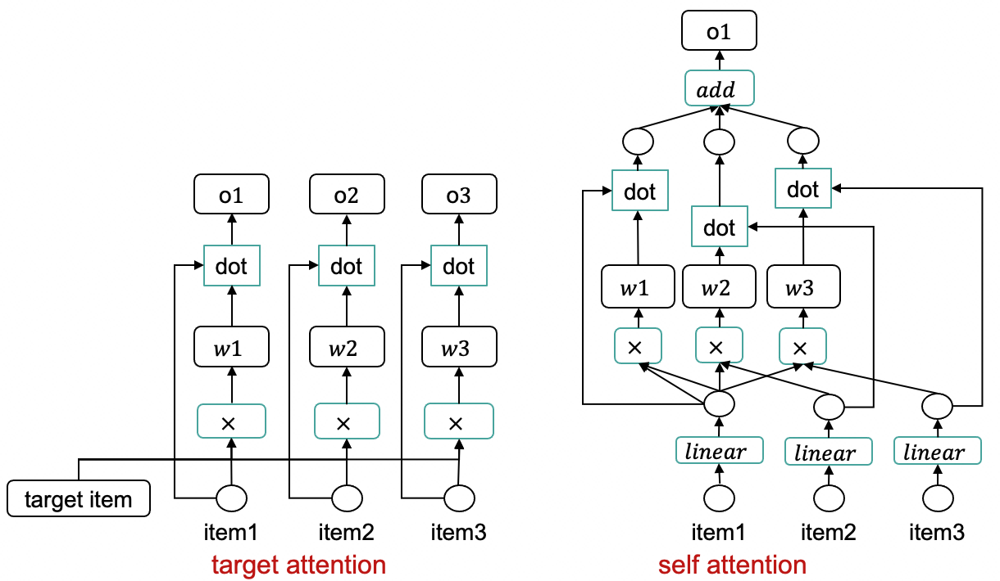 o1
o2
o3
dot
dot
dot
w1
w2
w3
×
×
×
target item
item1
item2
item3
target attention
o1
add
dot
dot
dot
w1
w2
w3
×
×
×
linear
linear
linear
item1
item2
item3
self attention